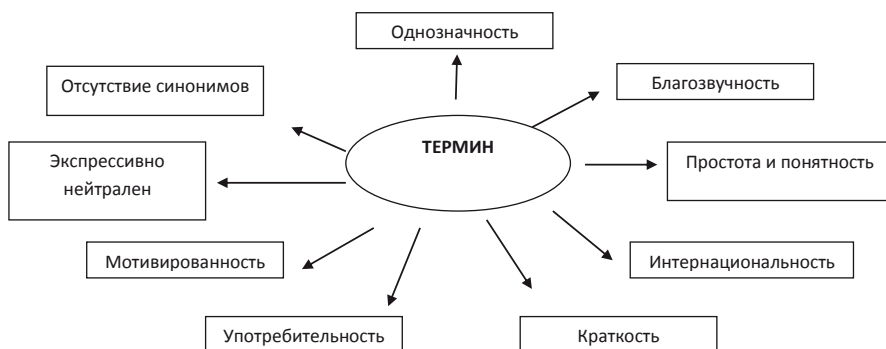 Однозначность
Отсутствие синонимов
Благозвучность
ТЕРМИН
Экспрессивно
нейтрален
Простота и понятность
Мотивированность
Интернациональность
Употребительность
Краткость